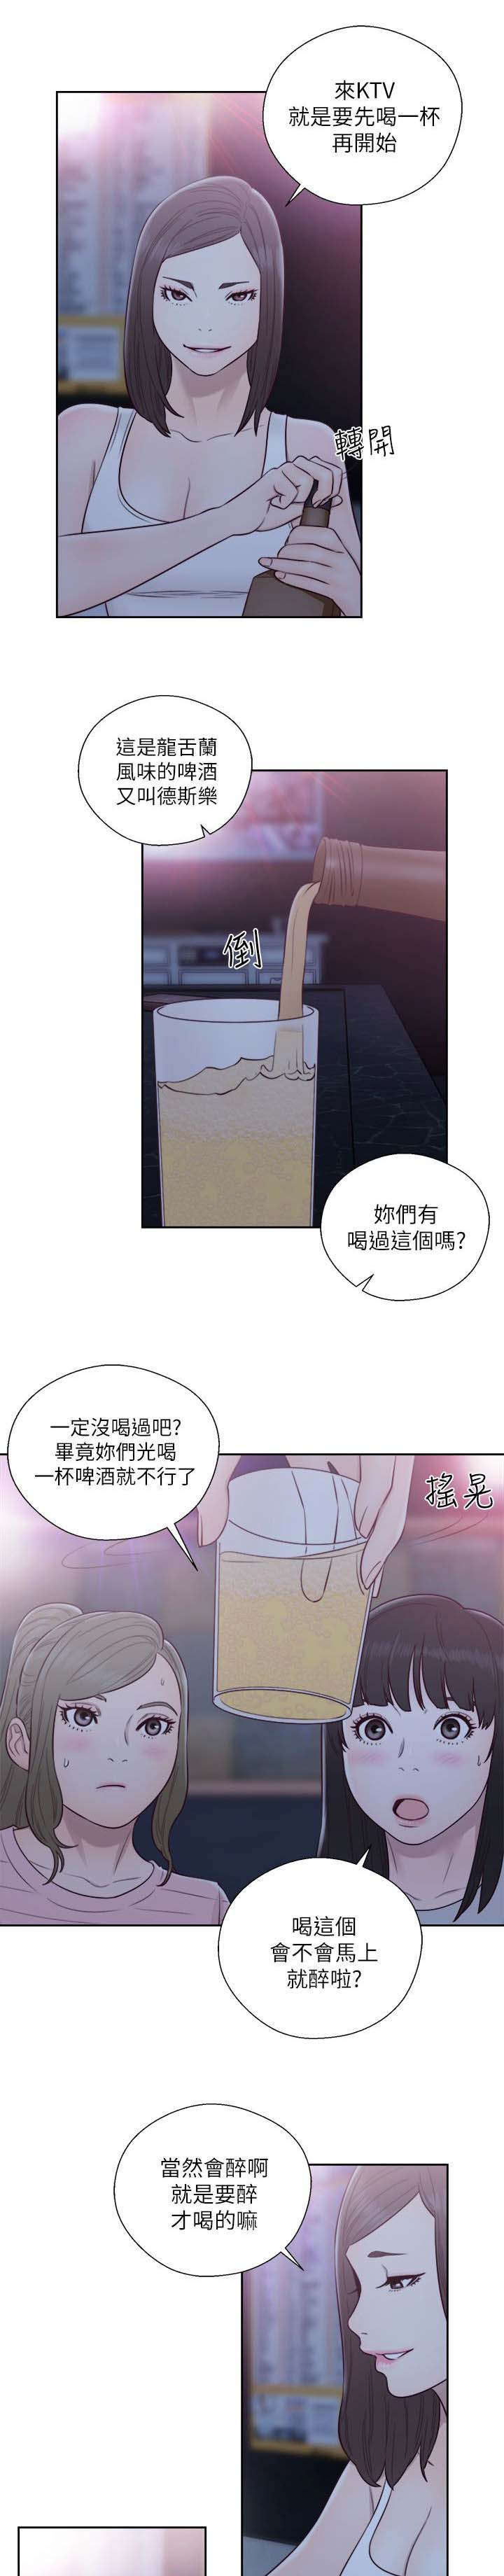 來KTV
就是要先喝一杯
再開始
轉開
這是龍舌蘭
風味的啤酒
又叫德斯樂
倒
妳們有
喝過這個嗎?
一定沒喝過吧?
畢竟妳們光喝
一杯啤酒就不行了
搖晃
喝這個
會不會馬上
就醉啦?
當然會醉啊
就是要醉
才喝的嘛